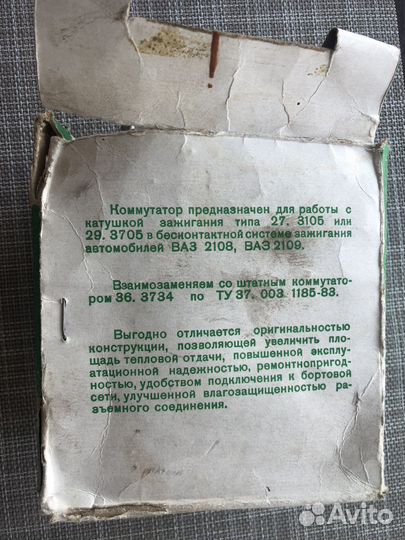 Коммутатор предназначен для работы с
катушкой зажигания типа 27. 3105 или
29. 3705 в бесконтактной системе зажигания
автомобилей ВАЗ 2108, ВАЗ 2109.
Взаимозаменяем со штатным коммутато-
ром 36. 3734 по ТУ 37. 003 1185-83.
Выгодно отличается оригинальностью
конструкции, позволяющей увеличить пло-
щадь тепловой отдачи, повышенной эксплу-
атационной надежностью, ремонтнопригод-
ностью, удобством подключения к бортовой
сети, улучшенной влагозащищенностью ра-
зъемного соединения.
Avito